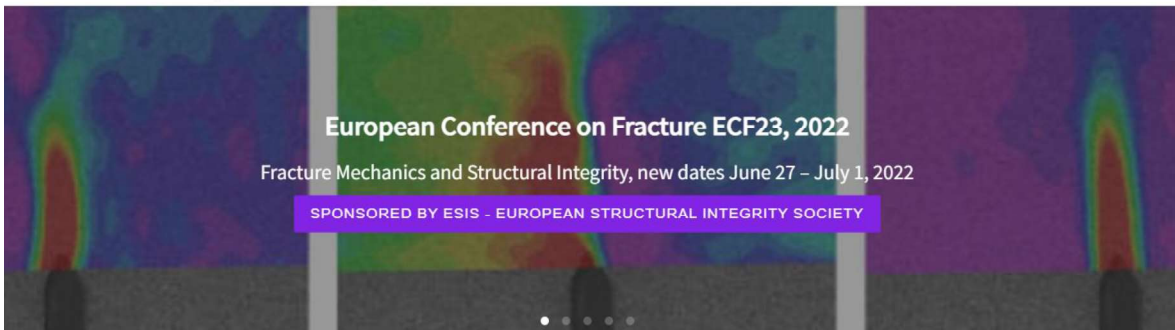 European Conference on Fracture ECF23, 2022
Fracture Mechanics and Structural Integrity, new dates June 27 – July 1, 2022
SPONSORED BY ESIS - EUROPEAN STRUCTURAL INTEGRITY SOCIETY